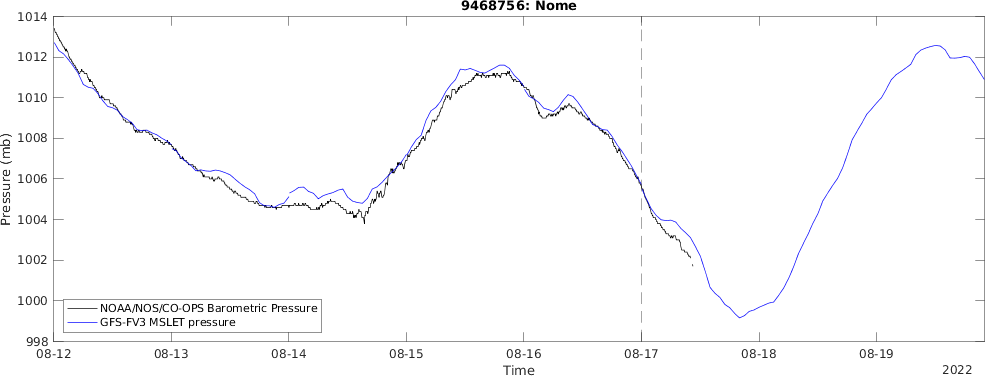 9468756: Nome
1014
1012
1010
1008
1006
1004
1002
1000
998
Pressure (mb)
NOAA/NOS/CO-OPS Barometric Pressure
GFS-FV3 MSLET pressure
08-12 08-13 08-14 08-15 08-16 08-17 08-18 08-19
Time
2022